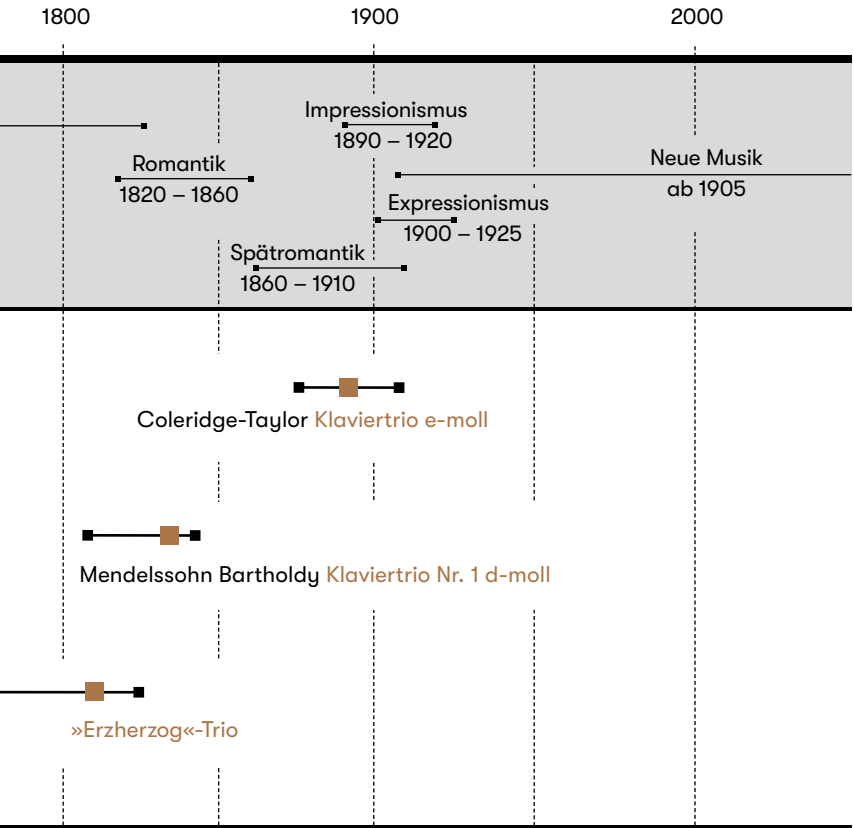 1800 1900 2000
Impressionismus
1890 – 1920
Romantik
1820 – 1860
Neue Musik
ab 1905
Expressionismus
1900 – 1925
Spätromantik
1860 – 1910
Coleridge-Taylor Klaviertrio e-moll
Mendelssohn Bartholdy Klaviertrio Nr. 1 d-moll
»Erzherzog«-Trio